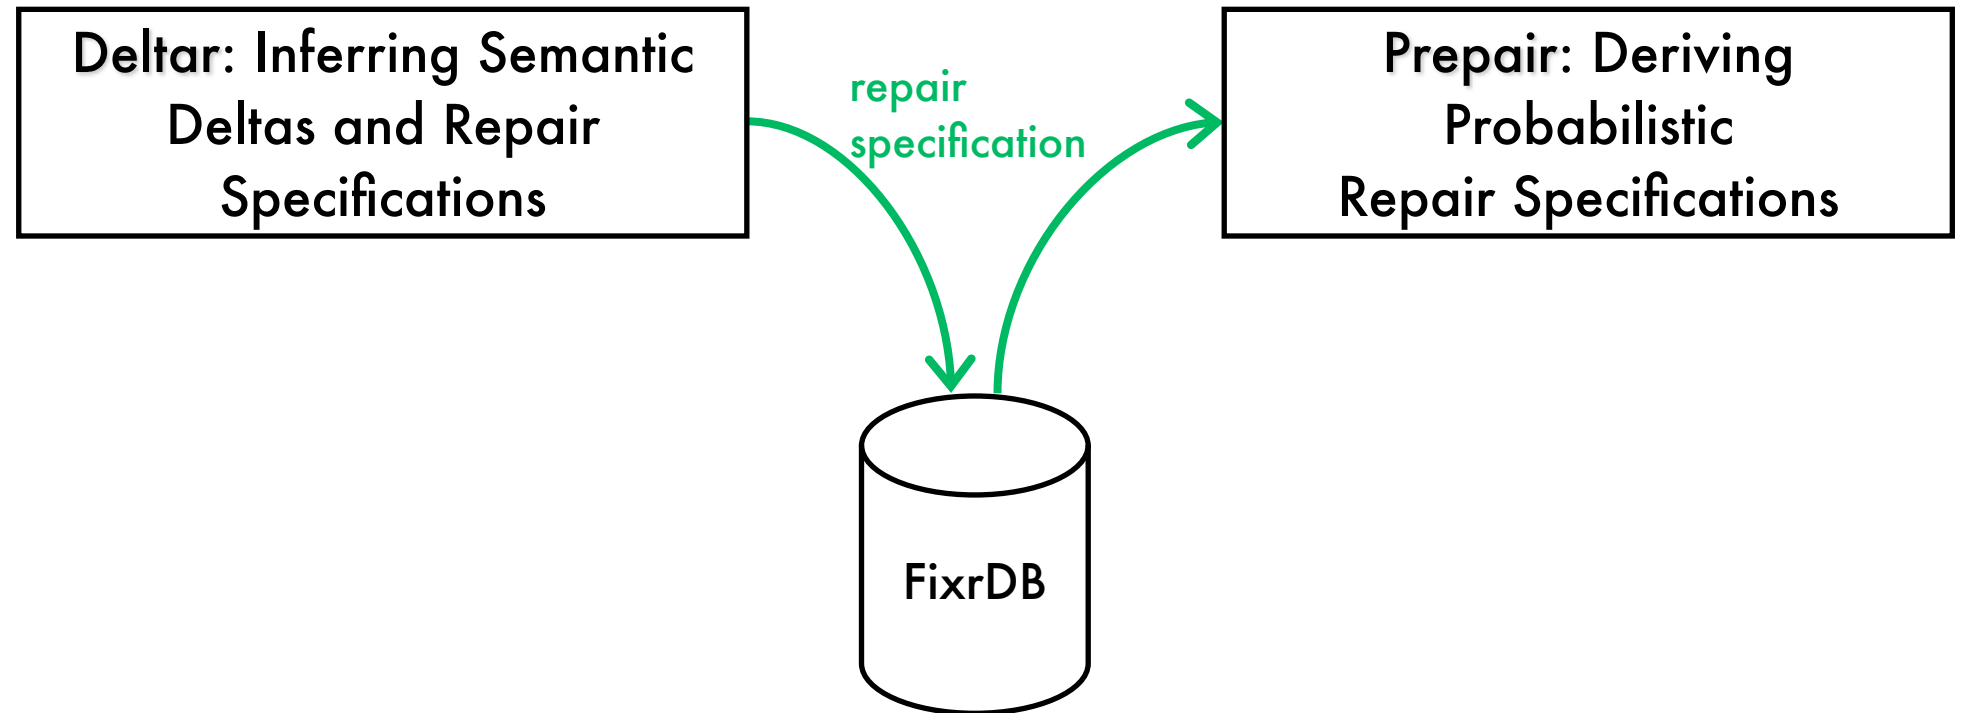 Deltar: Inferring Semantic
Deltas and Repair
Specifications
repair
specification
Prepair: Deriving
Probabilistic
Repair Specifications
FixrDB